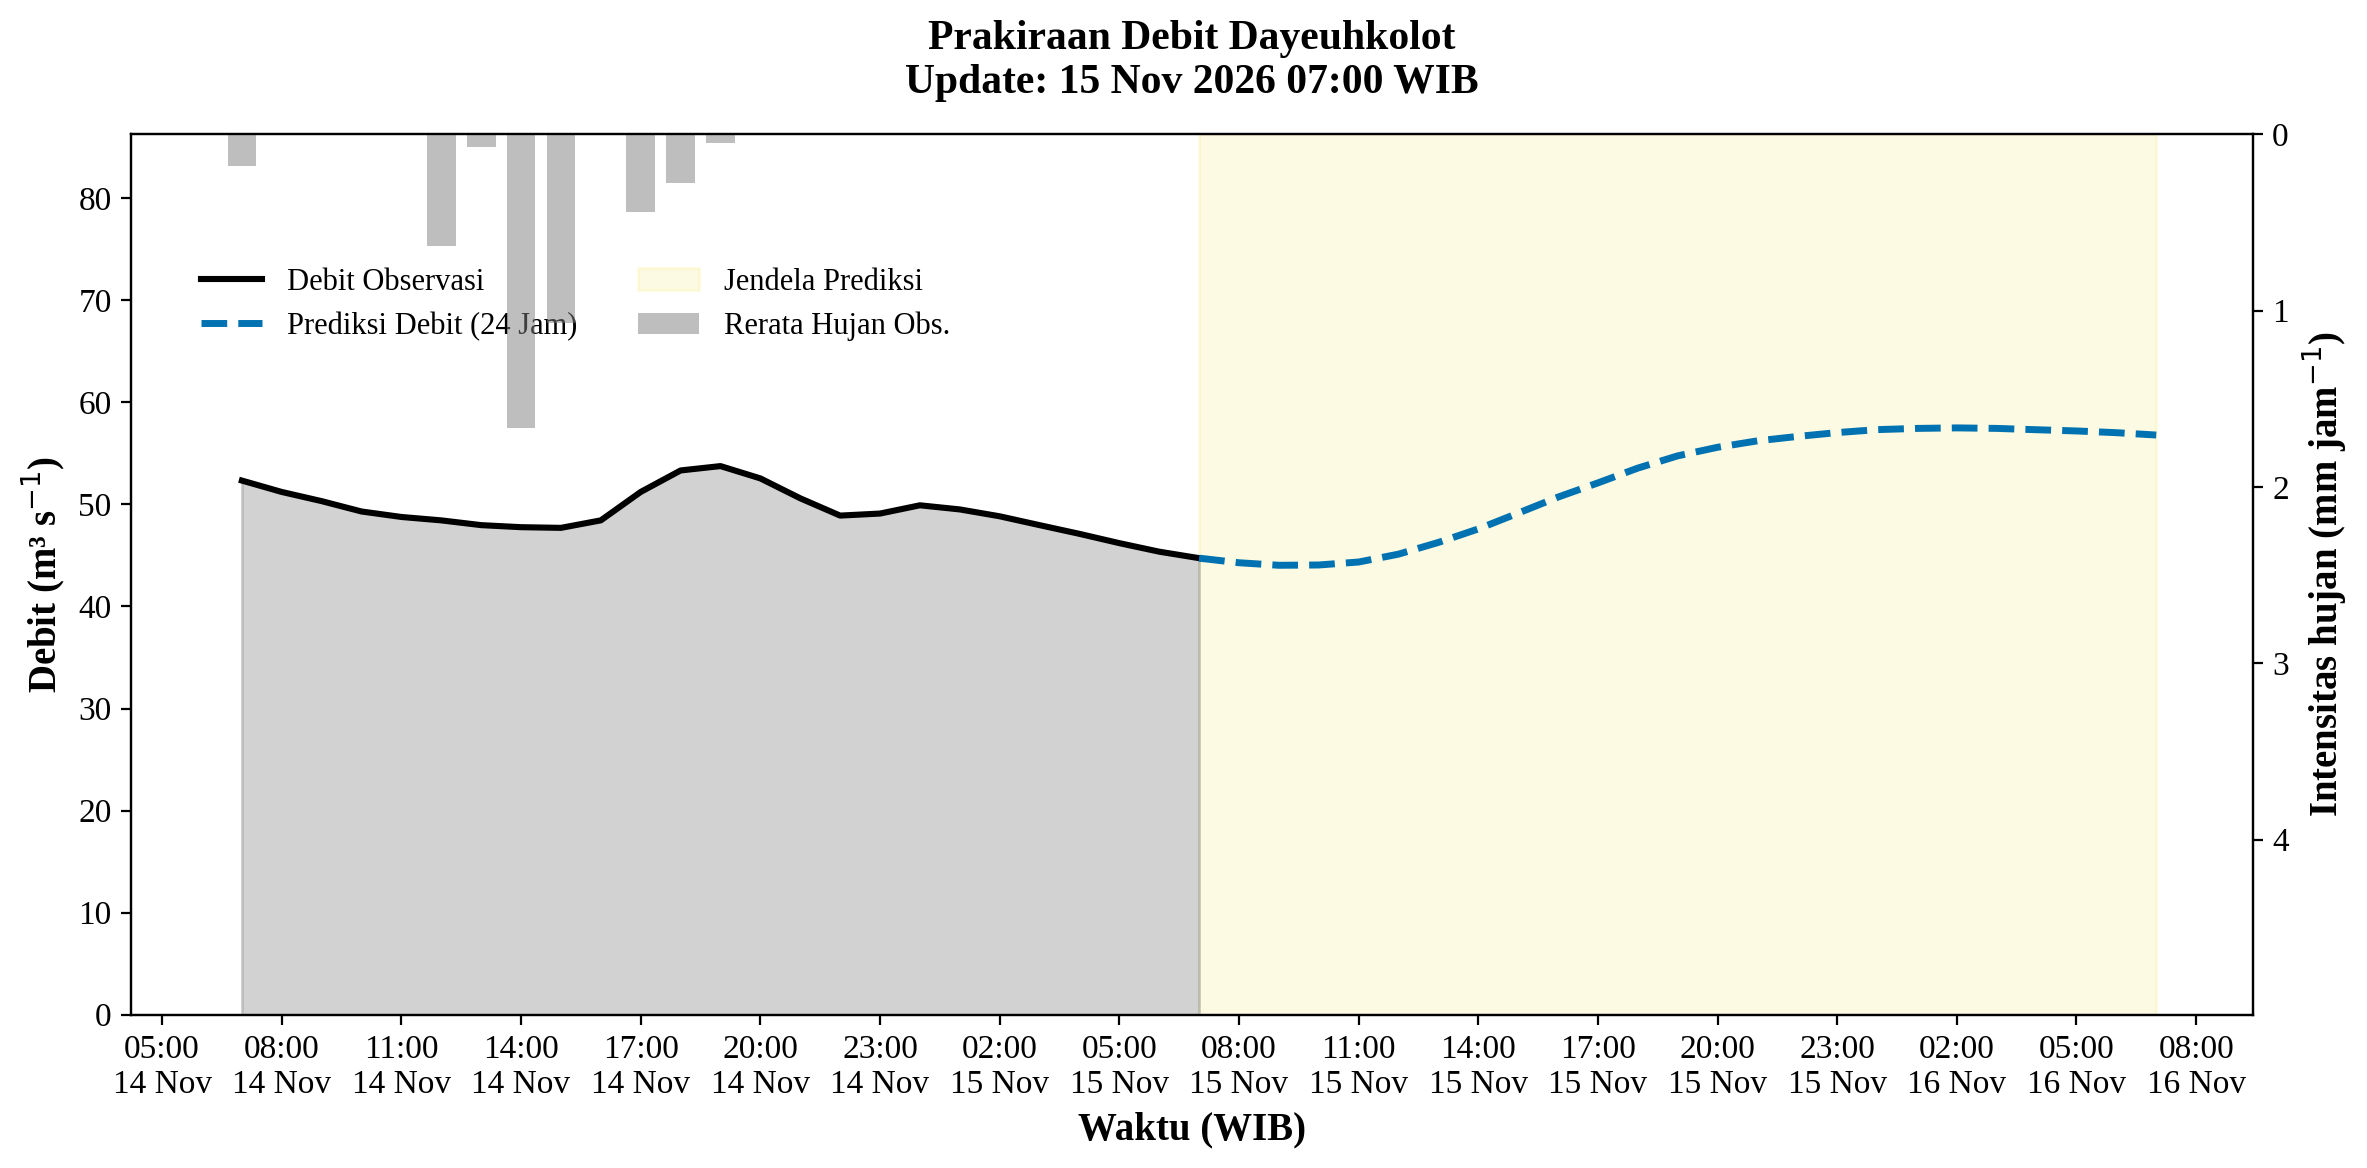 Prakiraan Debit Dayeuhkolot
Update: 15 Nov 2026 07:00 WIB
Debit (m³ s⁻¹)
80
70
60
50
40
30
20
10
0
Debit Observasi
Prediksi Debit (24 Jam)
Jendela Prediksi
Rerata Hujan Obs.
0
1
2
3
4
Intensitas hujan (mm jam⁻¹)
05:00 08:00 11:00 14:00 17:00 20:00 23:00 02:00 05:00 08:00 11:00 14:00 17:00 20:00 23:00 02:00 05:00 08:00
14 Nov 14 Nov 14 Nov 14 Nov 14 Nov 14 Nov 14 Nov 15 Nov 15 Nov 15 Nov 15 Nov 15 Nov 15 Nov 15 Nov 15 Nov 16 Nov 16 Nov 16 Nov
Waktu (WIB)